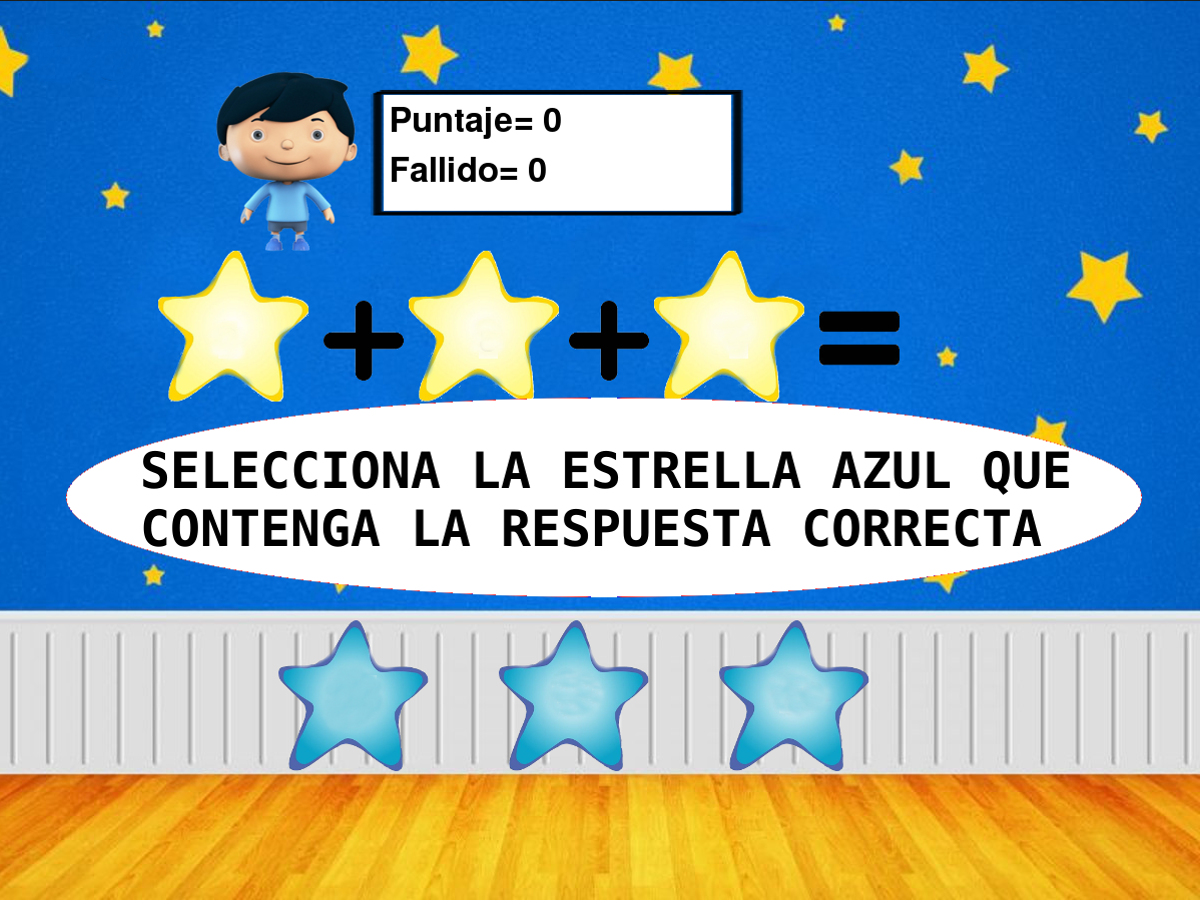 Puntaje= 0
Fallido= 0
+ + =
SELECCIONA LA ESTRELLA AZUL QUE
CONTENGA LA RESPUESTA CORRECTA